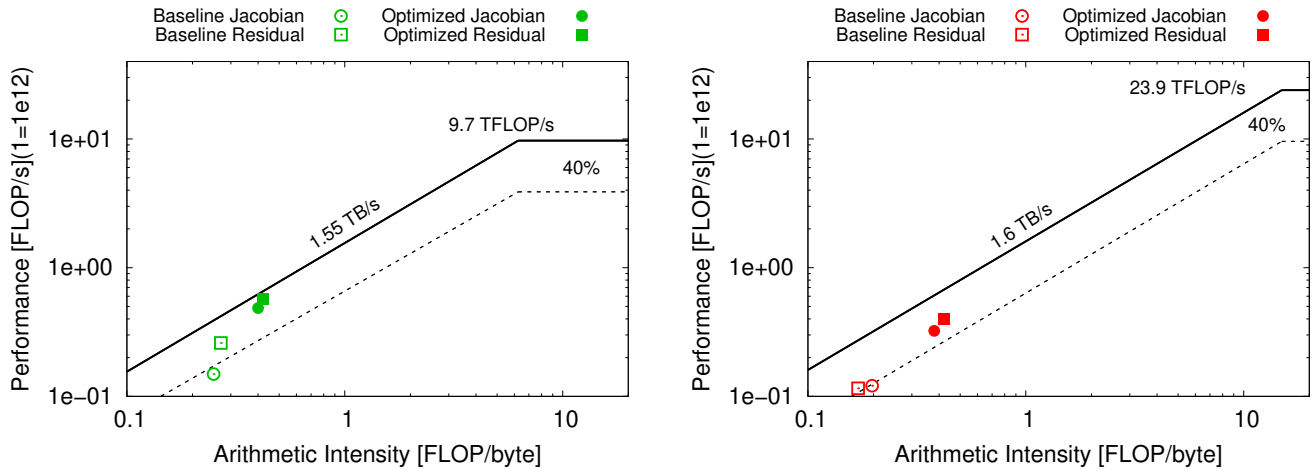 Baseline Jacobian Optimized Jacobian
Baseline Residual Optimized Residual
Performance [FLOP/s](1=1e12)
1e+01
1e+00
1e-01
9.7 TFLOP/s
40%
1.55 TB/s
0.1 1 10
Arithmetic Intensity [FLOP/byte]
Baseline Jacobian Optimized Jacobian
Baseline Residual Optimized Residual
Performance [FLOP/s](1=1e12)
1e+01
1e+00
1e-01
23.9 TFLOP/s
40%
1.6 TB/s
0.1 1 10
Arithmetic Intensity [FLOP/byte]